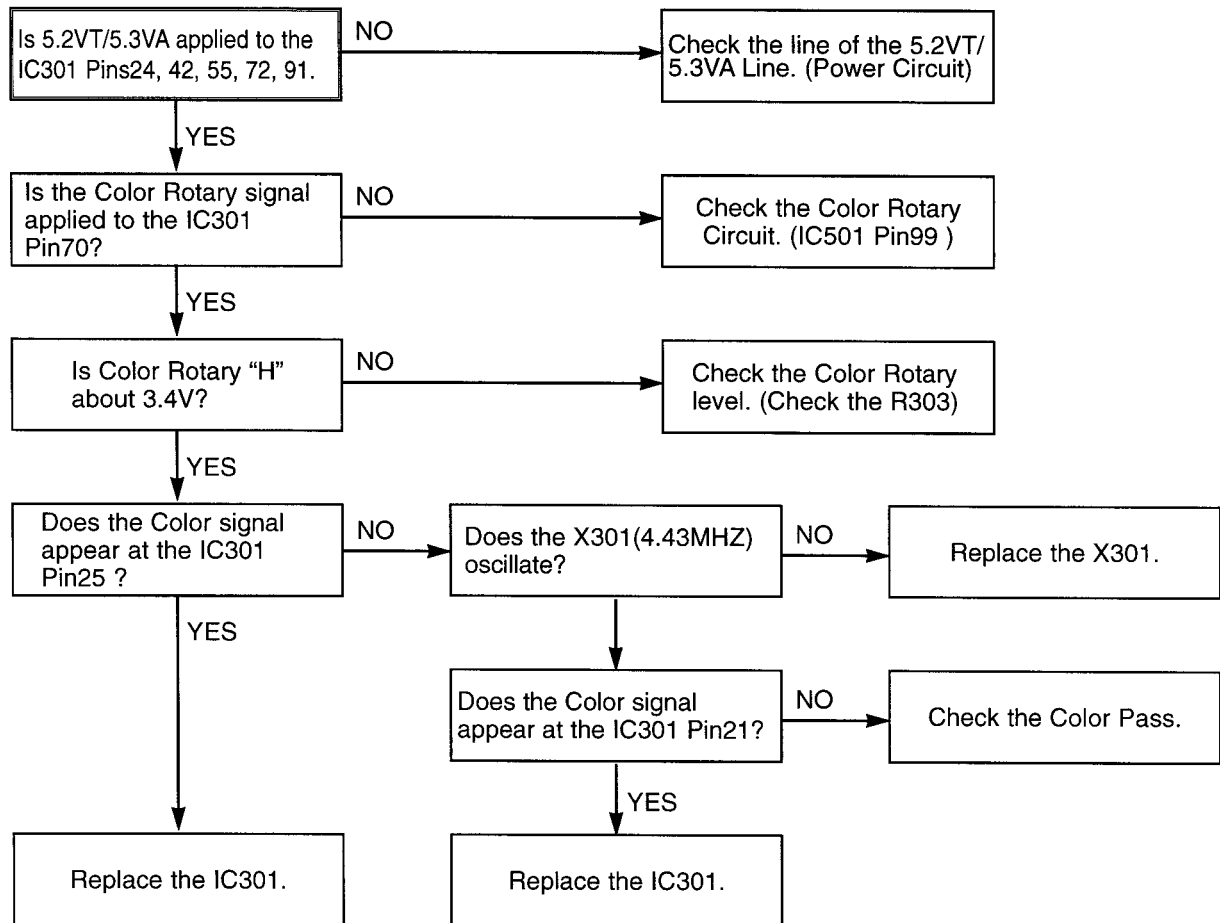 Is 5.2VT/5.3VA applied to the
IC301 Pins24, 42, 55, 72, 91.
NO
Check the line of the 5.2VT/
5.3VA Line. (Power Circuit)
YES
Is the Color Rotary signal
applied to the IC301
Pin70?
NO
Check the Color Rotary
Circuit. (IC501 Pin99 )
YES
Is Color Rotary “H”
about 3.4V?
NO
Check the Color Rotary
level. (Check the R303)
YES
Does the Color signal
appear at the IC301
Pin25 ?
NO
Does the X301(4.43MHZ)
oscillate?
NO
Replace the X301.
YES
Does the Color signal
appear at the IC301 Pin21?
NO
Check the Color Pass.
YES
Replace the IC301.
Replace the IC301.